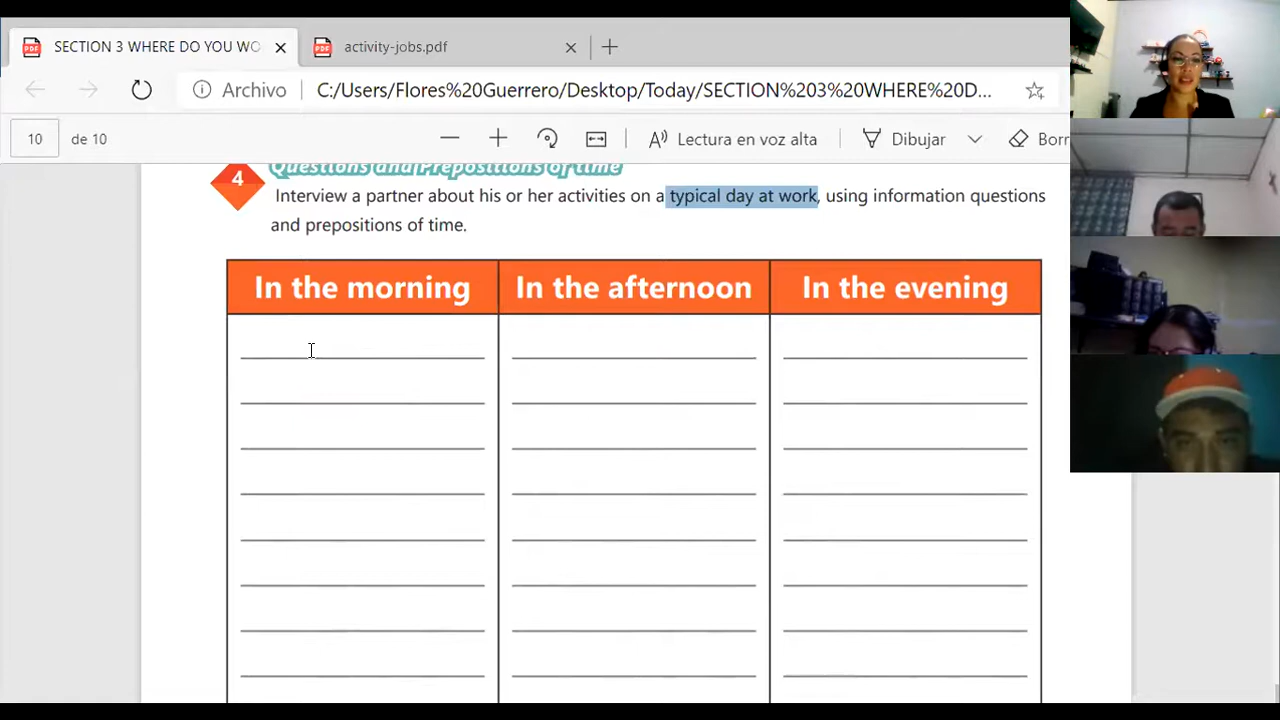 SECTION 3 WHERE DO YOU WO
activity-jobs.pdf
Archivo
C:/Users/Flores%20Guerrero/Desktop/Today/SECTION%203%20WHERE%20D...
10 de 10
Lectura en voz alta
Dibujar
Borr
4
Questions and Prepositions of time
Interview a partner about his or her activities on a typical day at work, using information questions
and prepositions of time.
In the morning In the afternoon In the evening